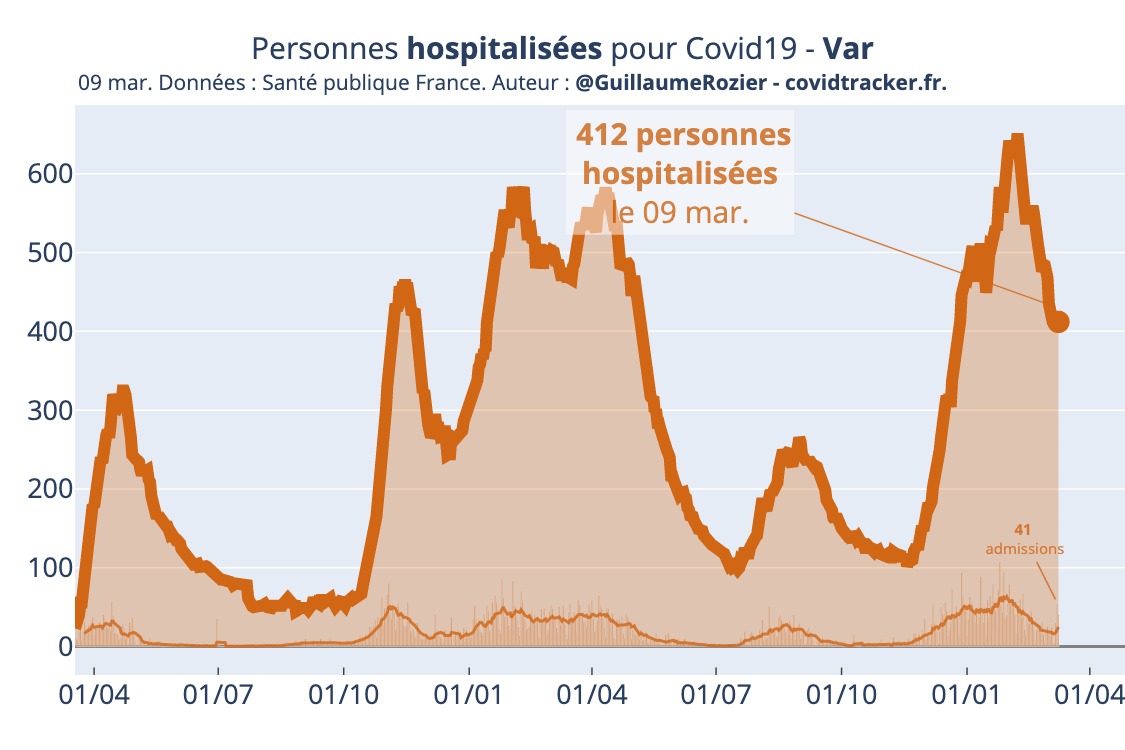 Personnes hospitalisées pour Covid19 - Var
09 mar. Données : Santé publique France. Auteur : @GuillaumeRozier - covidtracker.fr.
412 personnes
hospitalisées
le 09 mar.
600
500
400
300
200
100
0
41
admissions
01/04 01/07 01/10 01/01 01/04 01/07 01/10 01/01 01/04